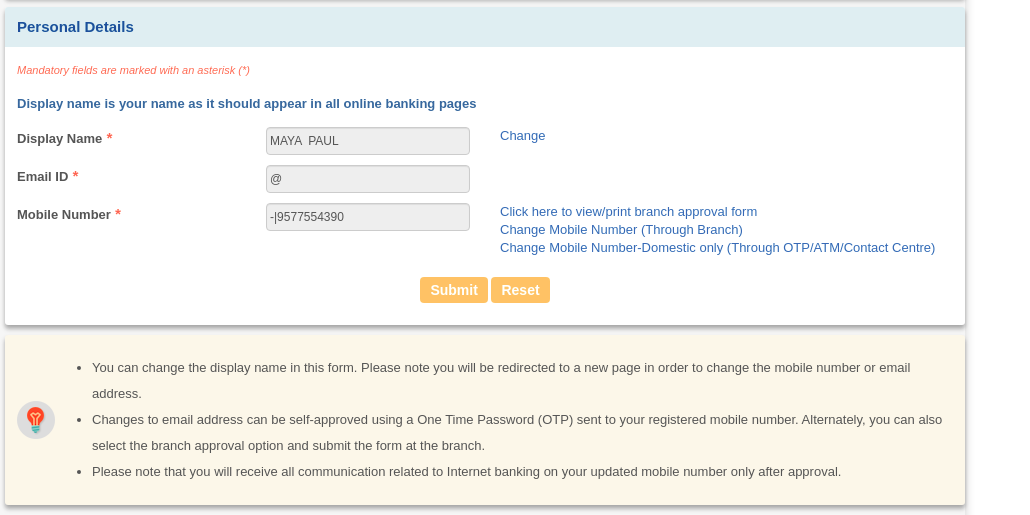 Personal Details
Mandatory fields are marked with an asterisk (*)
Display name is your name as it should appear in all online banking pages
Display Name * MAYA  PAUL Change
Email ID * @
Mobile Number * -|9577554390 Click here to view/print branch approval form
Change Mobile Number (Through Branch)
Change Mobile Number-Domestic only (Through OTP/ATM/Contact Centre)
Submit Reset
• You can change the display name in this form. Please note you will be redirected to a new page in order to change the mobile number or email
address.
• Changes to email address can be self-approved using a One Time Password (OTP) sent to your registered mobile number. Alternately, you can also
select the branch approval option and submit the form at the branch.
• Please note that you will receive all communication related to Internet banking on your updated mobile number only after approval.